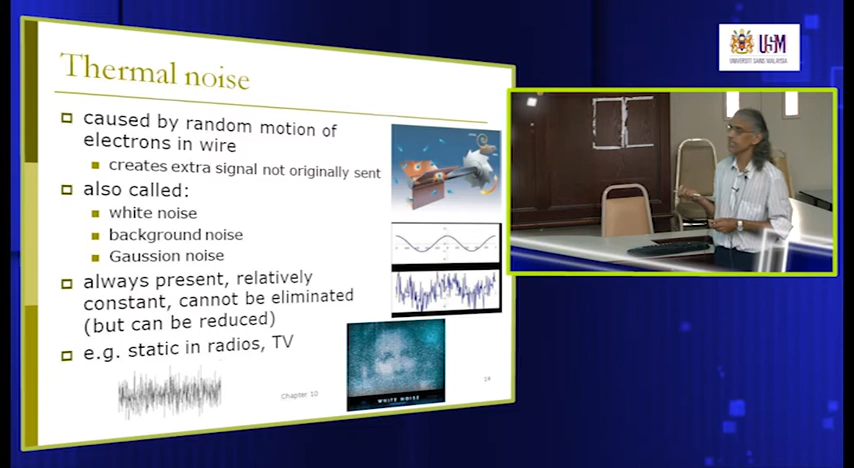 Thermal noise
caused by random motion of
electrons in wire
creates extra signal not originally sent
also called:
white noise
background noise
Gaussion noise
always present, relatively
constant, cannot be eliminated
(but can be reduced)
e.g. static in radios, TV
WHITE NOISE
Chapter 10
USM
UNIVERSITI SAINS MALAYSIA